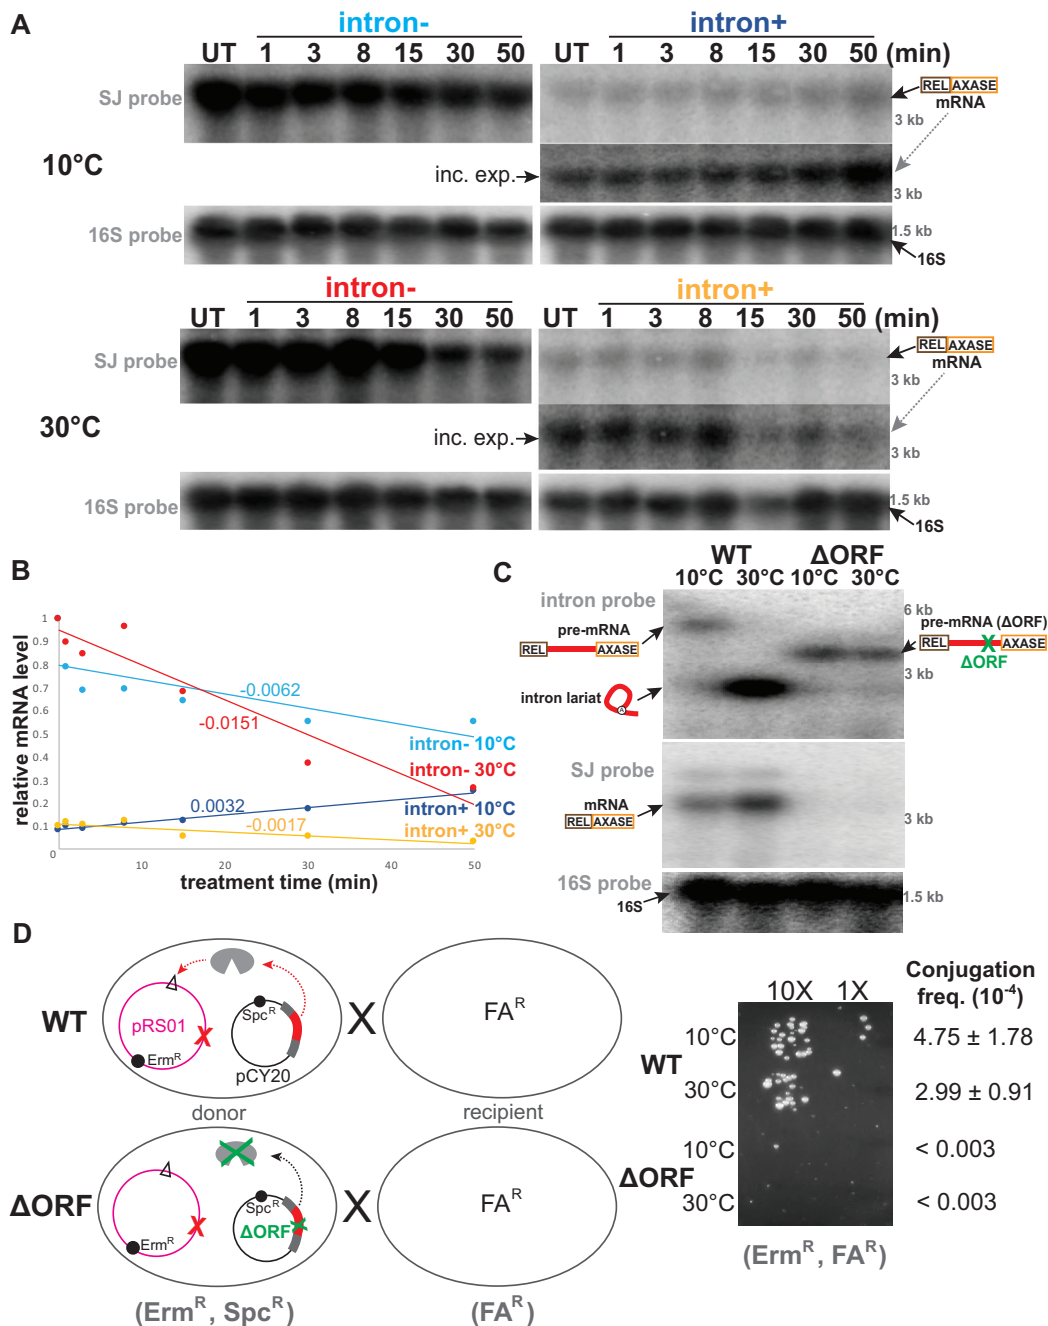 A
intron- intron+
UT 1 3 8 15 30 50 UT 1 3 8 15 30 50 (min)
SJ probe
REL AXASE
mRNA
3 kb
10°C
inc. exp.
3 kb
16S probe
1.5 kb
16S
intron- intron+
UT 1 3 8 15 30 50 UT 1 3 8 15 30 50 (min)
SJ probe
REL AXASE
mRNA
3 kb
30°C
inc. exp.
3 kb
16S probe
1.5 kb
16S
B
relative mRNA level
1
0.9
0.8
0.7
0.6
0.5
0.4
0.3
0.2
0.1
-0.0062
-0.0151
0.0032
-0.0017
intron- 10°C
intron- 30°C
intron+ 10°C
intron+ 30°C
0 10 20 30 40 50
treatment time (min)
C
WT ΔORF
10°C 30°C 10°C 30°C
intron probe
6 kb
pre-mRNA
REL AXASE
pre-mRNA (ΔORF)
REL X AXASE
ΔORF
3 kb
intron lariat
A
SJ probe
mRNA
REL AXASE
3 kb
16S probe
16S
1.5 kb
D
WT
pRS01
X
Erm^R
Spc^R
pCY20
X
FA^R
donor recipient
ΔORF
X
Erm^R
Spc^R
ΔORF
X
FA^R
(Erm^R, Spc^R) (FA^R)
10X 1X
Conjugation
freq. (10^-4)
WT
10°C 4.75 ± 1.78
30°C 2.99 ± 0.91
ΔORF
10°C < 0.003
30°C < 0.003
(Erm^R, FA^R)